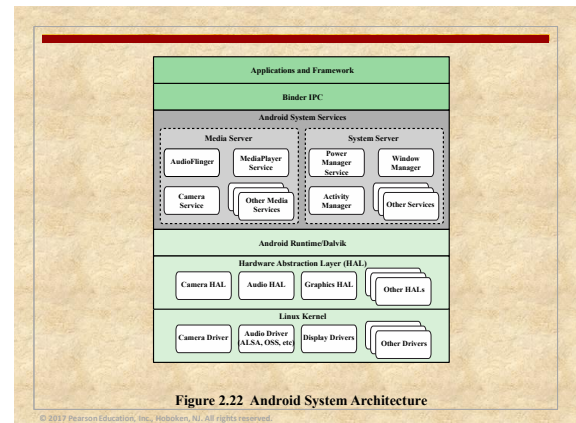 Applications and Framework
Binder IPC
Android System Services
Media Server
AudioFlinger
MediaPlayer
Service
Camera
Service
Other Media
Services
System Server
Power
Manager
Service
Window
Manager
Activity
Manager
Other Services
Android Runtime/Dalvik
Hardware Abstraction Layer (HAL)
Camera HAL
Audio HAL
Graphics HAL
Other HALs
Linux Kernel
Camera Driver
Audio Driver
(ALSA, OSS, etc)
Display Drivers
Other Drivers
Figure 2.22 Android System Architecture
© 2017 Pearson Education, Inc., Hoboken, NJ. All rights reserved.